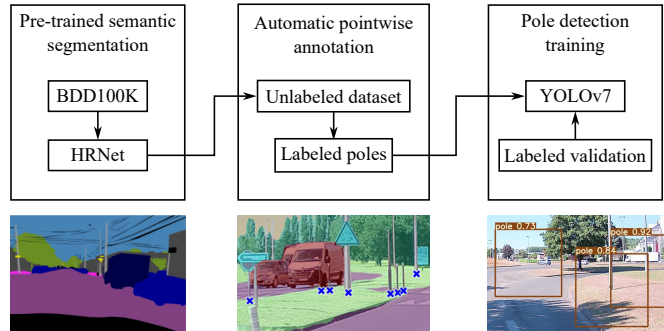 Pre-trained semantic
segmentation
BDD100K
HRNet
Automatic pointwise
annotation
Unlabeled dataset
Labeled poles
Pole detection
training
YOLOv7
Labeled validation
pole 0.73
pole 0.92
pole 0.84